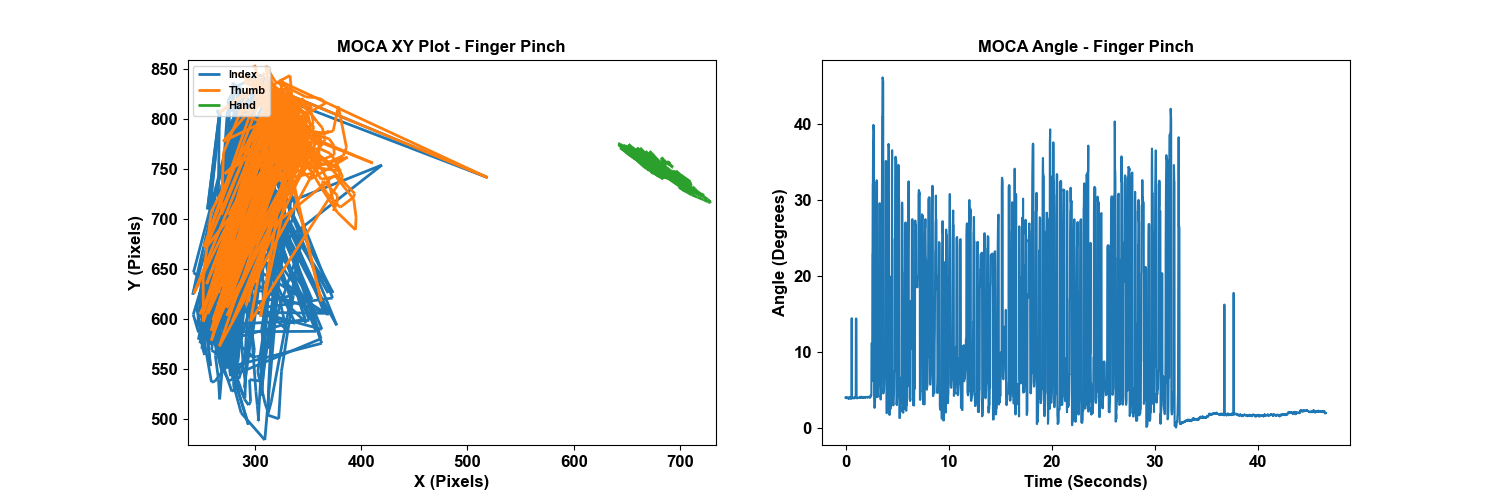 MOCA XY Plot - Finger Pinch
Index
Thumb
Hand
850
800
750
700
650
600
550
500
Y (Pixels)
300 400 500 600 700
X (Pixels)
MOCA Angle - Finger Pinch
40
30
20
10
0
Angle (Degrees)
0 10 20 30 40
Time (Seconds)